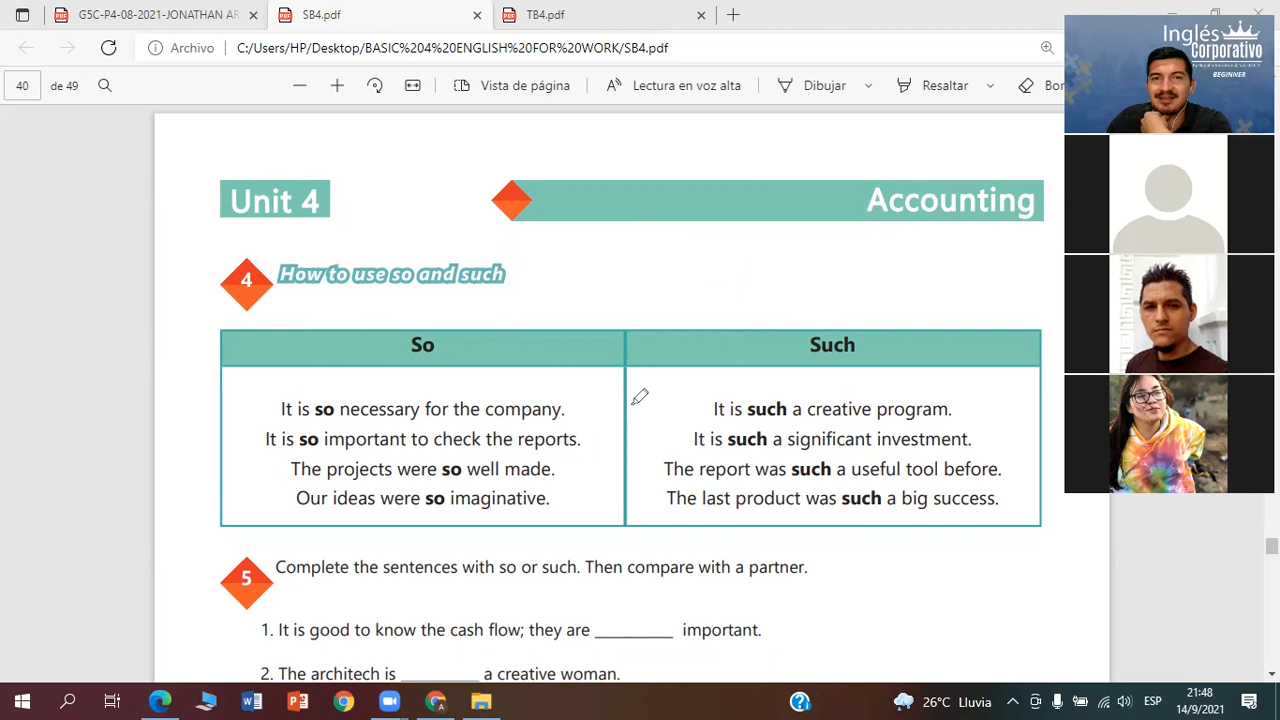 G5C-P4-08-2021-JONATHAN AR
SB4.pdf
TB4.pdf
Archivo
C:/Users/HP/Desktop/BASIC%204%20ENGLISH%20FOR%20WORK/SB4.pdf
40 de 49
Vista de página
Lectura en voz alta
Dibujar
Resaltar
Bor
Inglés
Corporativo
BEGINNER
Unit 4
Accounting
4
How to use so and such
So
Such
It is so necessary for the company.
It is such a creative program.
It is so important to check the reports.
It is such a significant investment.
The projects were so well made.
The report was such a useful tool before.
Our ideas were so imaginative.
The last product was such a big success.
5
Complete the sentences with so or such. Then compare with a partner.
1. It is good to know the cash flow; they are ________ important.
2. The architech is ________ a creative woman.
26°C Lluvia
ESP
21:48
14/9/2021